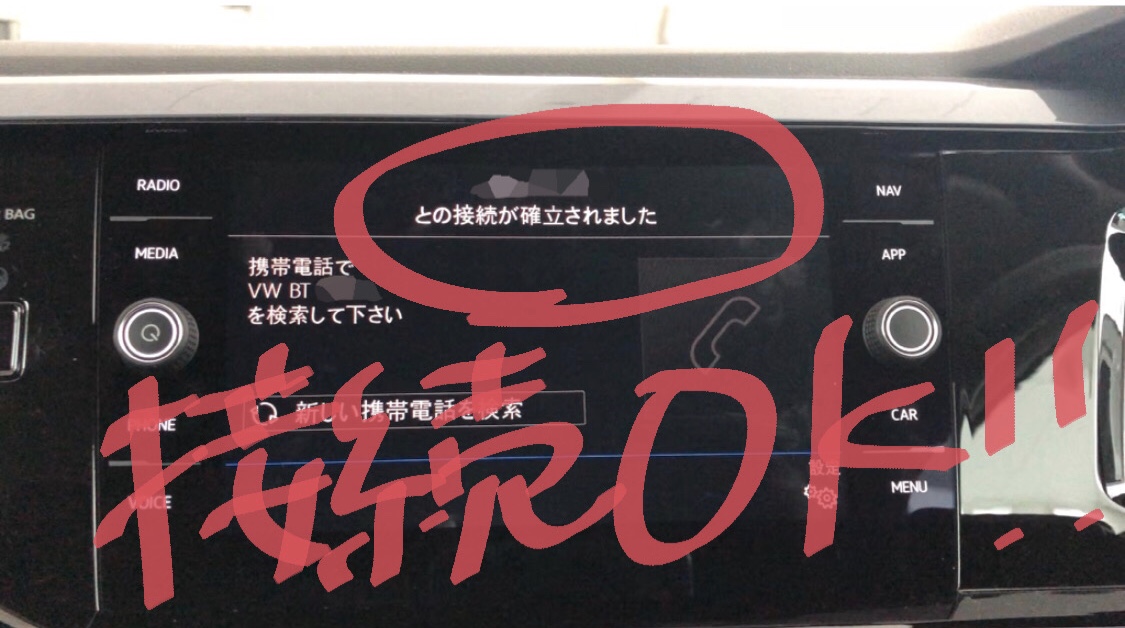 RADIO
MEDIA
PHONE
VOICE
BAG
との接続が確立されました
携帯電話で
VW BT
を検索して下さい
新しい携帯電話を検索
設定
NAV
APP
CAR
MENU
接続OK!!